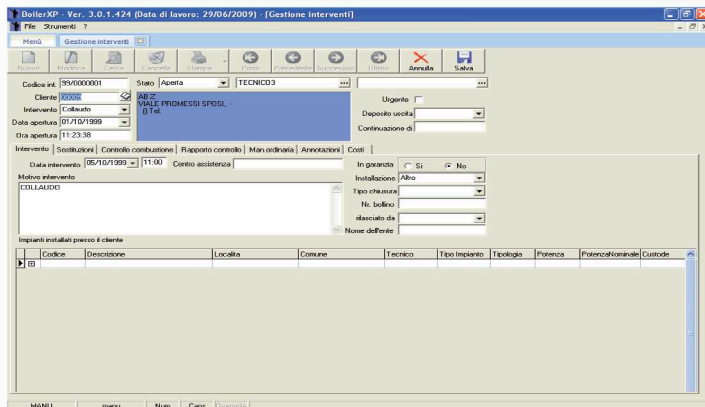 BoilerXP - Ver. 3.0.1.424 (Data di lavoro: 29/06/2009) - [Gestione interventi]
File Strumenti ?
Menù Gestione interventi
Nuovo Modifica Cerca Cancella Stampa Primo Precedente Successivo Ultimo Annulla Salva
Codice int. 99/0000001 Stato Aperta TECNICO3
Cliente AB Z
Intervento Collaudo VIALE PROMESSI SPOSI, - Urgente
() Tel. Deposito uscita
Data apertura 01/10/1999 Continuazione di
Ora apertura 11:23:38
Intervento Sostituzioni Controllo combustione Rapporto controllo Man.ordinaria Annotazioni Costi
Data intervento 05/10/1999 11:00 Centro assistenza In garanzia Si No
Motivo intervento Installazione Altro
COLLAUDO Tipo chiusura
Nr. bollino
rilasciato da
Nome dell'ente
Impianti installati presso il cliente
Codice Descrizione Localita Comune Tecnico Tipo Impianto Tipologia Potenza PotenzaNominale Custode
MANU menu Num Caps